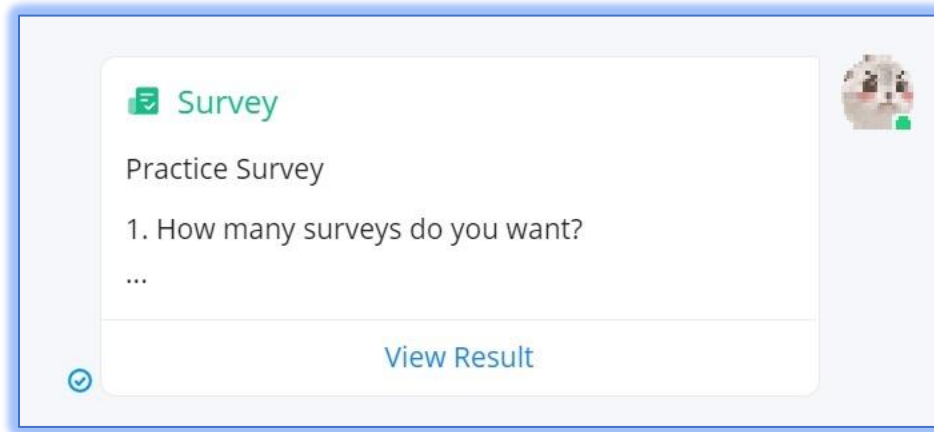 Survey
Practice Survey
1. How many surveys do you want?
...
View Result